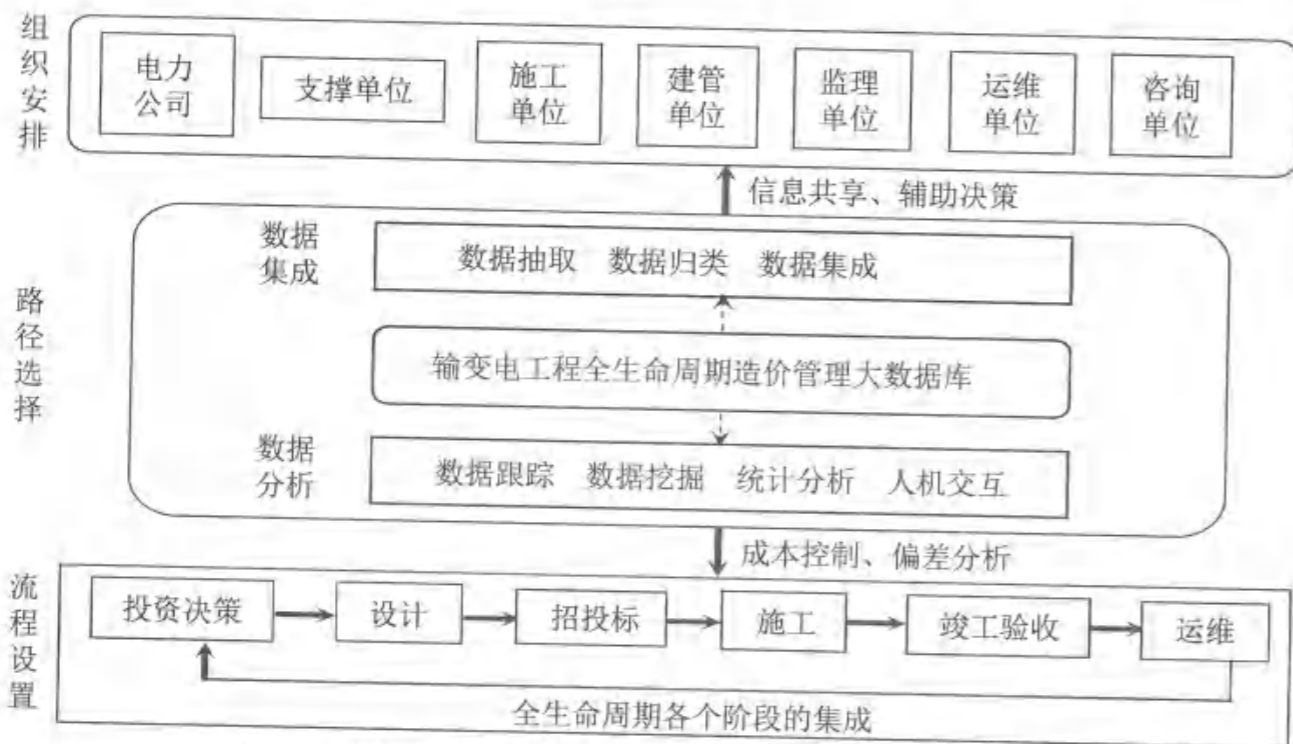 组织安排
电力
公司
支撑单位
施工
单位
建管
单位
监理
单位
运维
单位
咨询
单位
信息共享、辅助决策
路径选择
数据
集成
数据抽取 数据归类 数据集成
输变电工程全生命周期造价管理大数据库
数据
分析
数据跟踪 数据挖掘 统计分析 人机交互
成本控制、偏差分析
流程设置
投资决策
设计
招投标
施工
竣工验收
运维
全生命周期各个阶段的集成